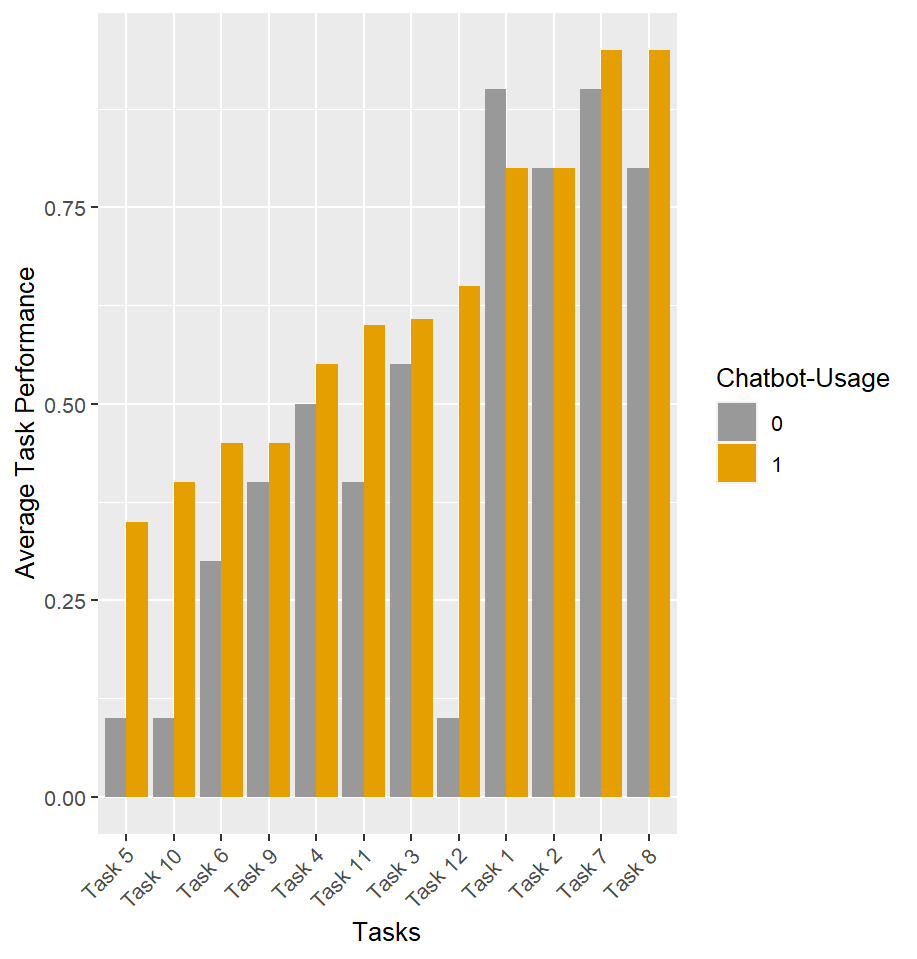 Average Task Performance
0.75
0.50
0.25
0.00
Task 5
Task 10
Task 6
Task 9
Task 4
Task 11
Task 3
Task 12
Task 1
Task 2
Task 7
Task 8
Tasks
Chatbot-Usage
0
1